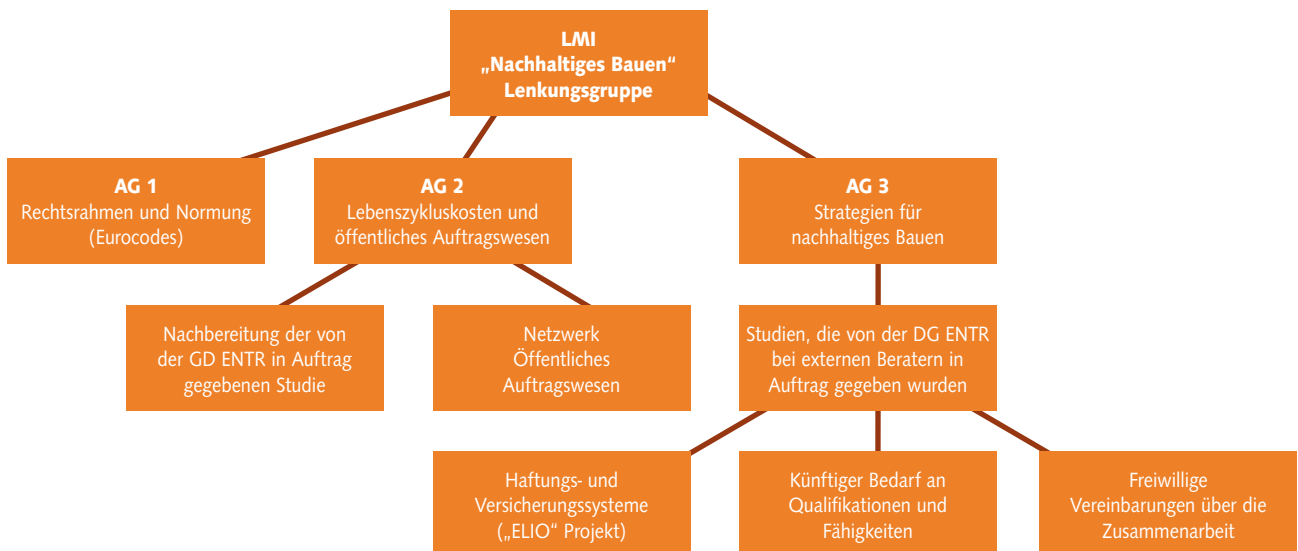 LMI
„Nachhaltiges Bauen“
Lenkungsgruppe
AG 1
Rechtsrahmen und Normung
(Eurocodes)
AG 2
Lebenszykluskosten und
öffentliches Auftragswesen
AG 3
Strategien für
nachhaltiges Bauen
Nachbereitung der von
der GD ENTR in Auftrag
gegebenen Studie
Netzwerk
Öffentliches
Auftragswesen
Studien, die von der DG ENTR
bei externen Beratern in
Auftrag gegeben wurden
Haftungs- und
Versicherungssysteme
(„ELIO“ Projekt)
Künftiger Bedarf an
Qualifikationen und
Fähigkeiten
Freiwillige
Vereinbarungen über die
Zusammenarbeit